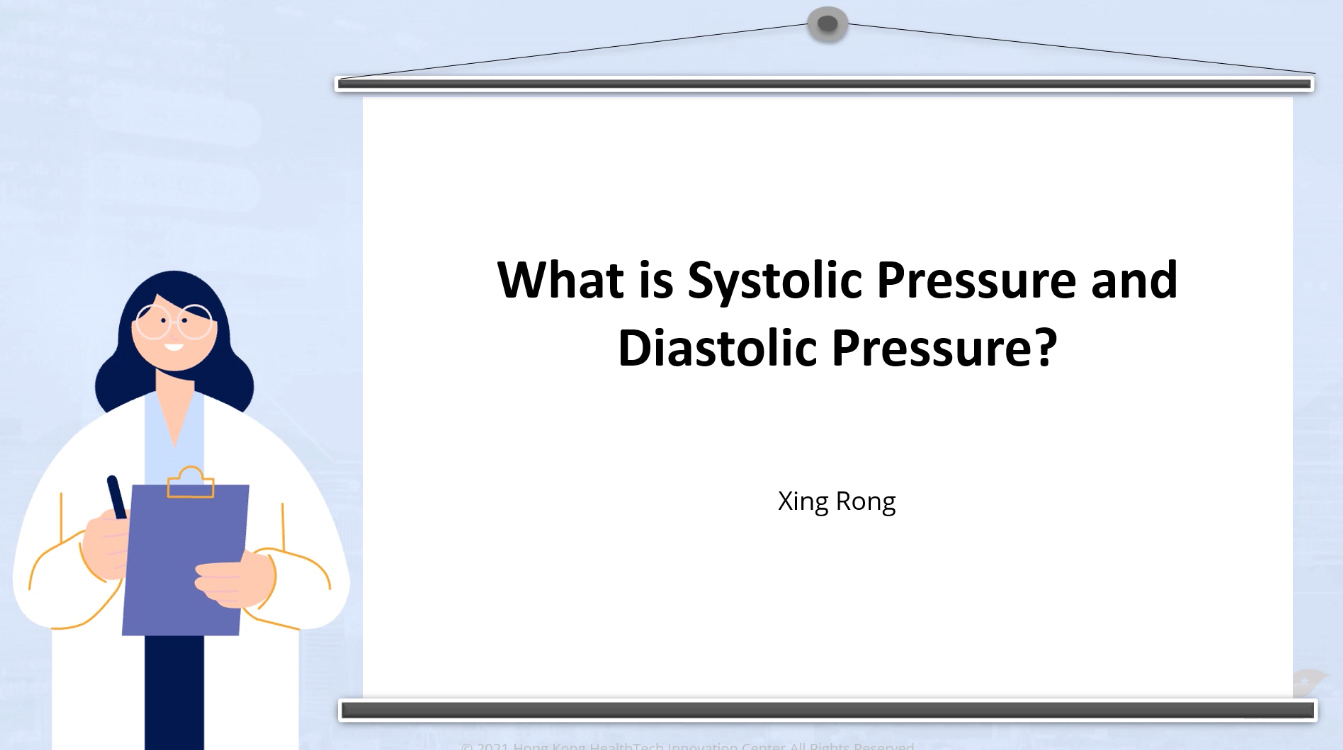 What is Systolic Pressure and
Diastolic Pressure?
Xing Rong
© 2021 Hong Kong HealthTech Innovation Center All Rights Reserved